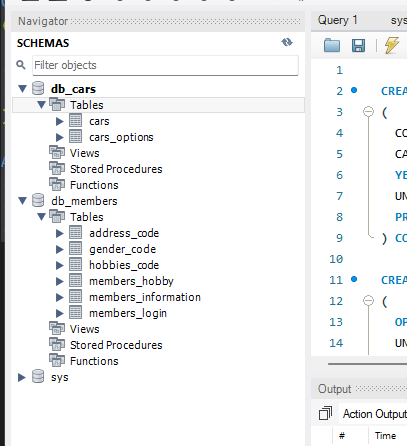 Navigator
SCHEMAS
Filter objects
db_cars
Tables
cars
cars_options
Views
Stored Procedures
Functions
db_members
Tables
address_code
gender_code
hobbies_code
members_hobby
members_information
members_login
Views
Stored Procedures
Functions
sys
Query 1 sys
1
2 CREA
3 (
4 CO
5 CA
6 YE
7 UN
8 PR
9 ) CO
10
11 CREA
12 (
13 OP
14 UN
Output
Action Output
# Time